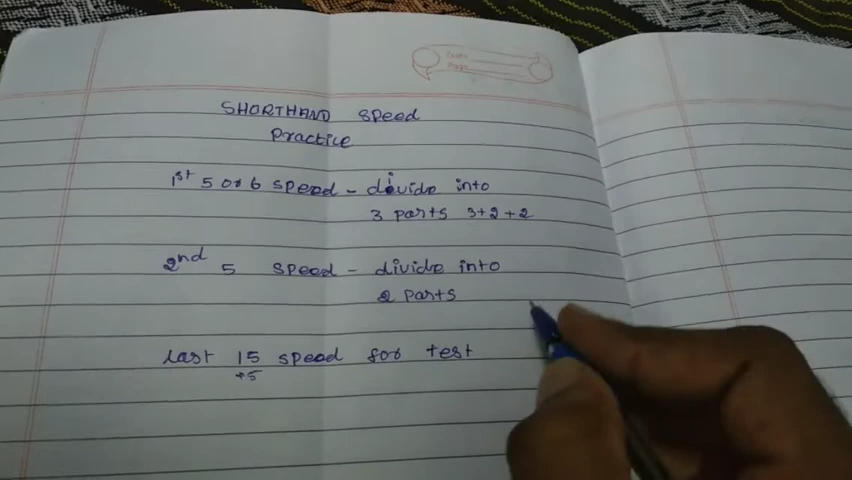 SHORTHAND speed
Practice
1st 5 or 6 speed - divide into
3 parts 3+2+2
2nd 5 speed - divide into
2 parts
last 15 speed for test
+5